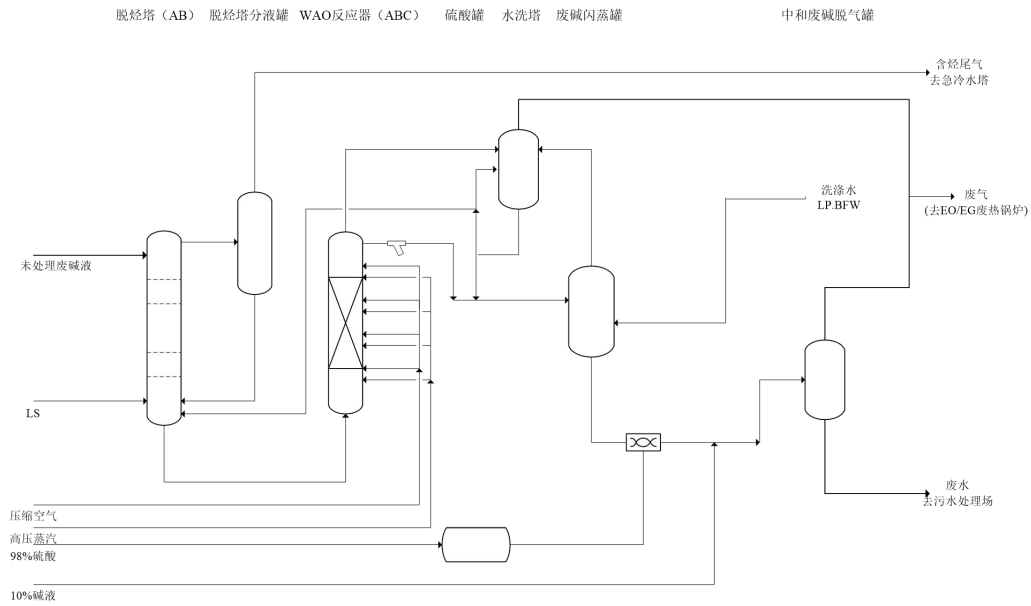 脱烃塔（AB） 脱烃塔分液罐 WAO反应器（ABC） 硫酸罐 水洗塔 废碱闪蒸罐 中和废碱脱气罐
含烃尾气
去急冷水塔
洗涤水
LP.BFW
废气
(去EO/EG废热锅炉)
未处理废碱液
LS
废水
去污水处理场
压缩空气
高压蒸汽
98%硫酸
10%碱液